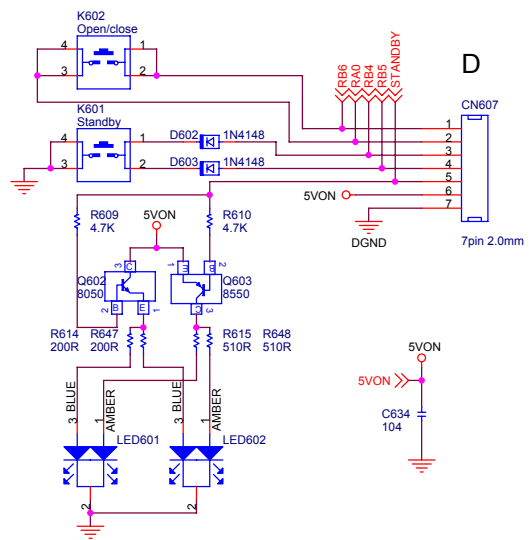 K602
Open/close
4
3
1
2
K601
Standby
4
3
1
2
D602
1N4148
D603
1N4148
RB6
RA0
RB4
RB5
STANDBY
D
CN607
1
2
3
4
5
6
7
5VON
DGND
7pin 2.0mm
R609
4.7K
5VON
R610
4.7K
3
C
1
E
2
B
Q602
8050
Q603
8550
2
B
E
1
C
3
R614
200R
R647
200R
R615
510R
R648
510R
3
BLUE
1
AMBER
3
BLUE
1
AMBER
LED601
LED602
2
2
5VON
5VON
C634
104